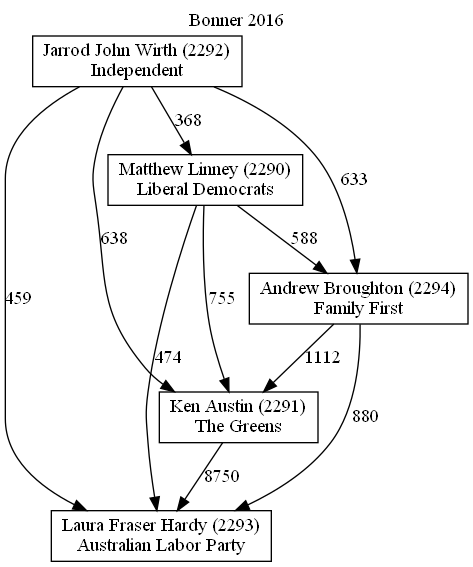 Bonner 2016
Jarrod John Wirth (2292)
Independent
368
Matthew Linney (2290)
Liberal Democrats
633
638
588
Andrew Broughton (2294)
Family First
459
755
474
1112
Ken Austin (2291)
The Greens
880
8750
Laura Fraser Hardy (2293)
Australian Labor Party